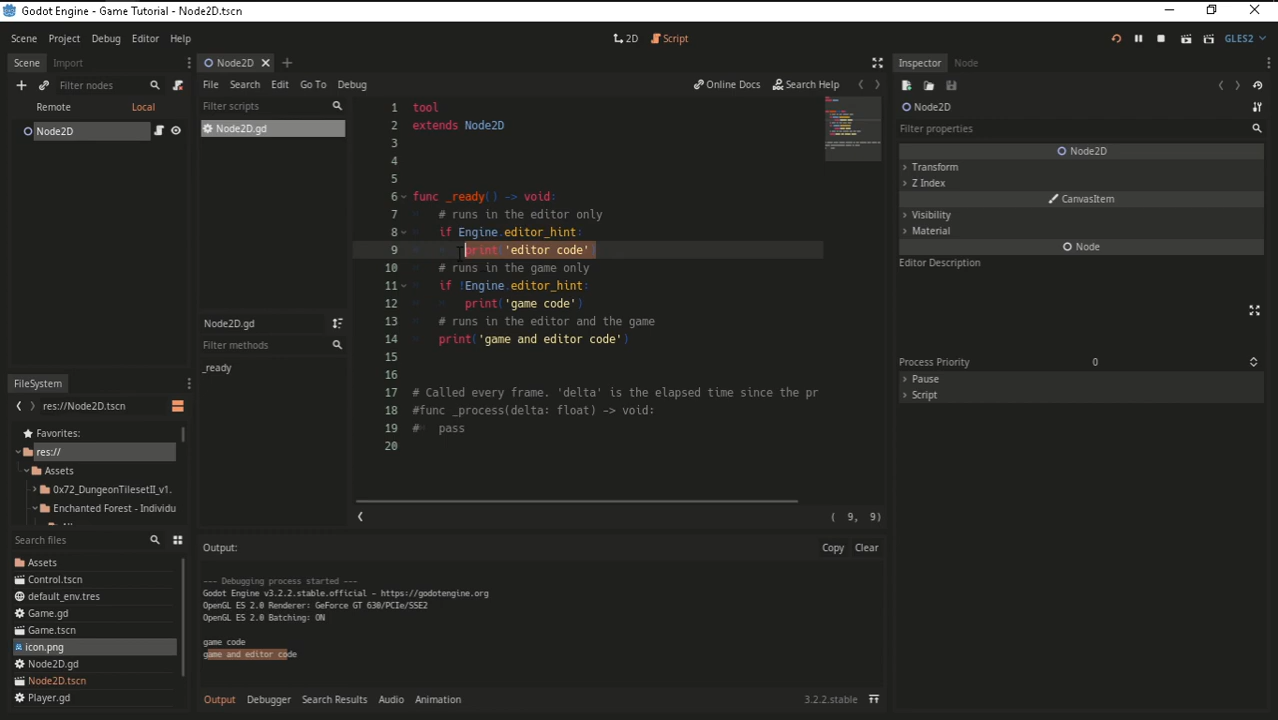 Godot Engine - Game Tutorial - Node2D.tscn
Scene Project Debug Editor Help
2D Script
GLES2
Scene Import
Filter nodes
Remote Local
Node2D
Node2D
File Search Edit Go To Debug
Online Docs Search Help
Filter scripts
Node2D.gd
Node2D.gd
Filter methods
_ready
1 tool
2 extends Node2D
3
4
5
6 func _ready() -> void:
7 # runs in the editor only
8 if Engine.editor_hint:
9 print('editor code')
10 # runs in the game only
11 if !Engine.editor_hint:
12 print('game code')
13 # runs in the editor and the game
14 print('game and editor code')
15
16
17 # Called every frame. 'delta' is the elapsed time since the pr
18 #func _process(delta: float) -> void:
19 # pass
20
( 9, 9)
FileSystem
res://Node2D.tscn
Favorites:
res://
Assets
0x72_DungeonTilesetII_v1.
Enchanted Forest - Individu
Search files
Assets
Control.tscn
default_env.tres
Game.gd
Game.tscn
icon.png
Node2D.gd
Node2D.tscn
Player.gd
Output:
Copy Clear
--- Debugging process started ---
Godot Engine v3.2.2.stable.official - https://godotengine.org
OpenGL ES 2.0 Renderer: GeForce GT 630/PCIe/SSE2
OpenGL ES 2.0 Batching: ON
game code
game and editor code
Output Debugger Search Results Audio Animation
3.2.2.stable
Inspector Node
Node2D
Filter properties
Node2D
Transform
Z Index
CanvasItem
Visibility
Material
Node
Editor Description
Process Priority 0
Pause
Script